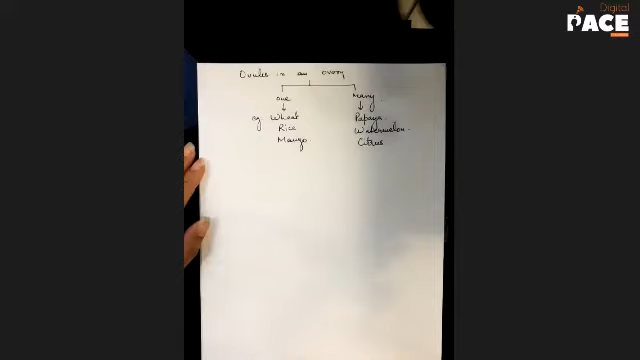 Digital
PACE
Ovules in an ovary
one
Many
eg. Wheat
Papaya.
Rice
Watermelon.
Mango
Citrus